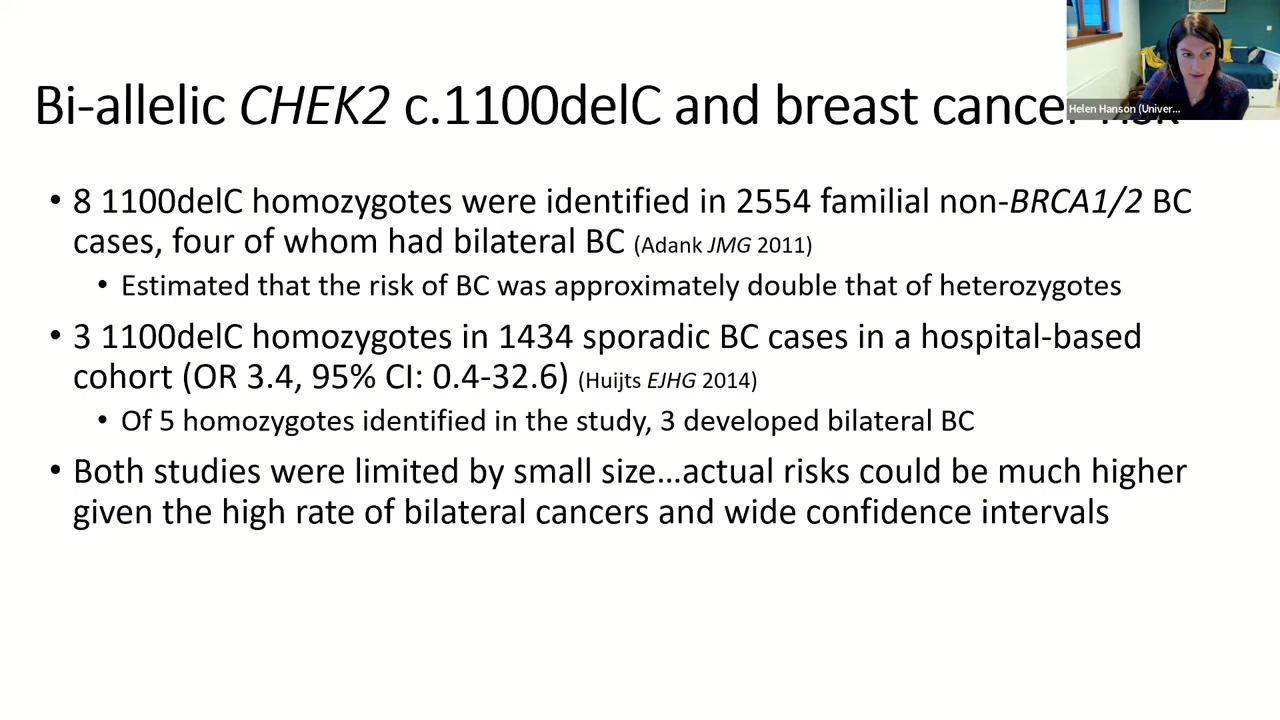 Bi-allelic CHEK2 c.1100delC and breast cancer
Helen Hanson (Univer...
• 8 1100delC homozygotes were identified in 2554 familial non-BRCA1/2 BC
cases, four of whom had bilateral BC (Adank JMG 2011)
• Estimated that the risk of BC was approximately double that of heterozygotes
• 3 1100delC homozygotes in 1434 sporadic BC cases in a hospital-based
cohort (OR 3.4, 95% CI: 0.4-32.6) (Huijts EJHG 2014)
• Of 5 homozygotes identified in the study, 3 developed bilateral BC
• Both studies were limited by small size…actual risks could be much higher
given the high rate of bilateral cancers and wide confidence intervals